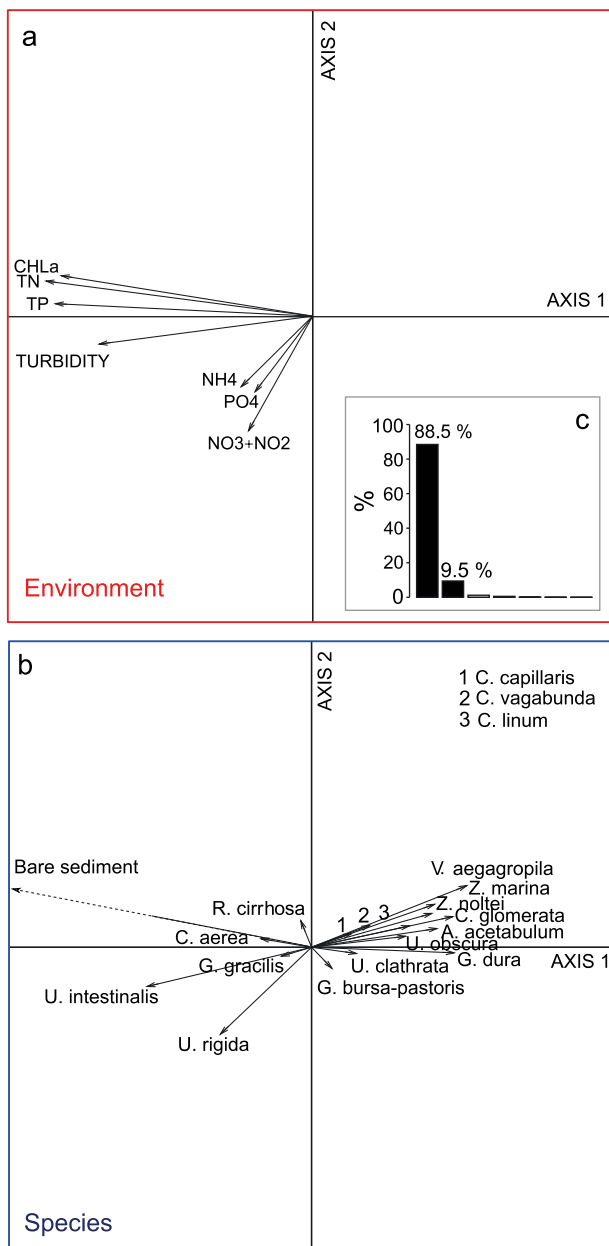 a
AXIS 2
CHLa
TN
TP
AXIS 1
TURBIDITY
NH4
PO4
NO3+NO2
c
100
88.5 %
80
60
%
40
20
9.5 %
0
Environment
b
AXIS 2
1 C. capillaris
2 C. vagabunda
3 C. linum
Bare sediment
V. aegagropila
Z. marina
Z. noltei
R. cirrhosa
1 2 3
C. glomerata
C. aerea
A. acetabulum
U. obscura
G. gracilis
U. clathrata
G. dura
AXIS 1
G. bursa-pastoris
U. intestinalis
U. rigida
Species